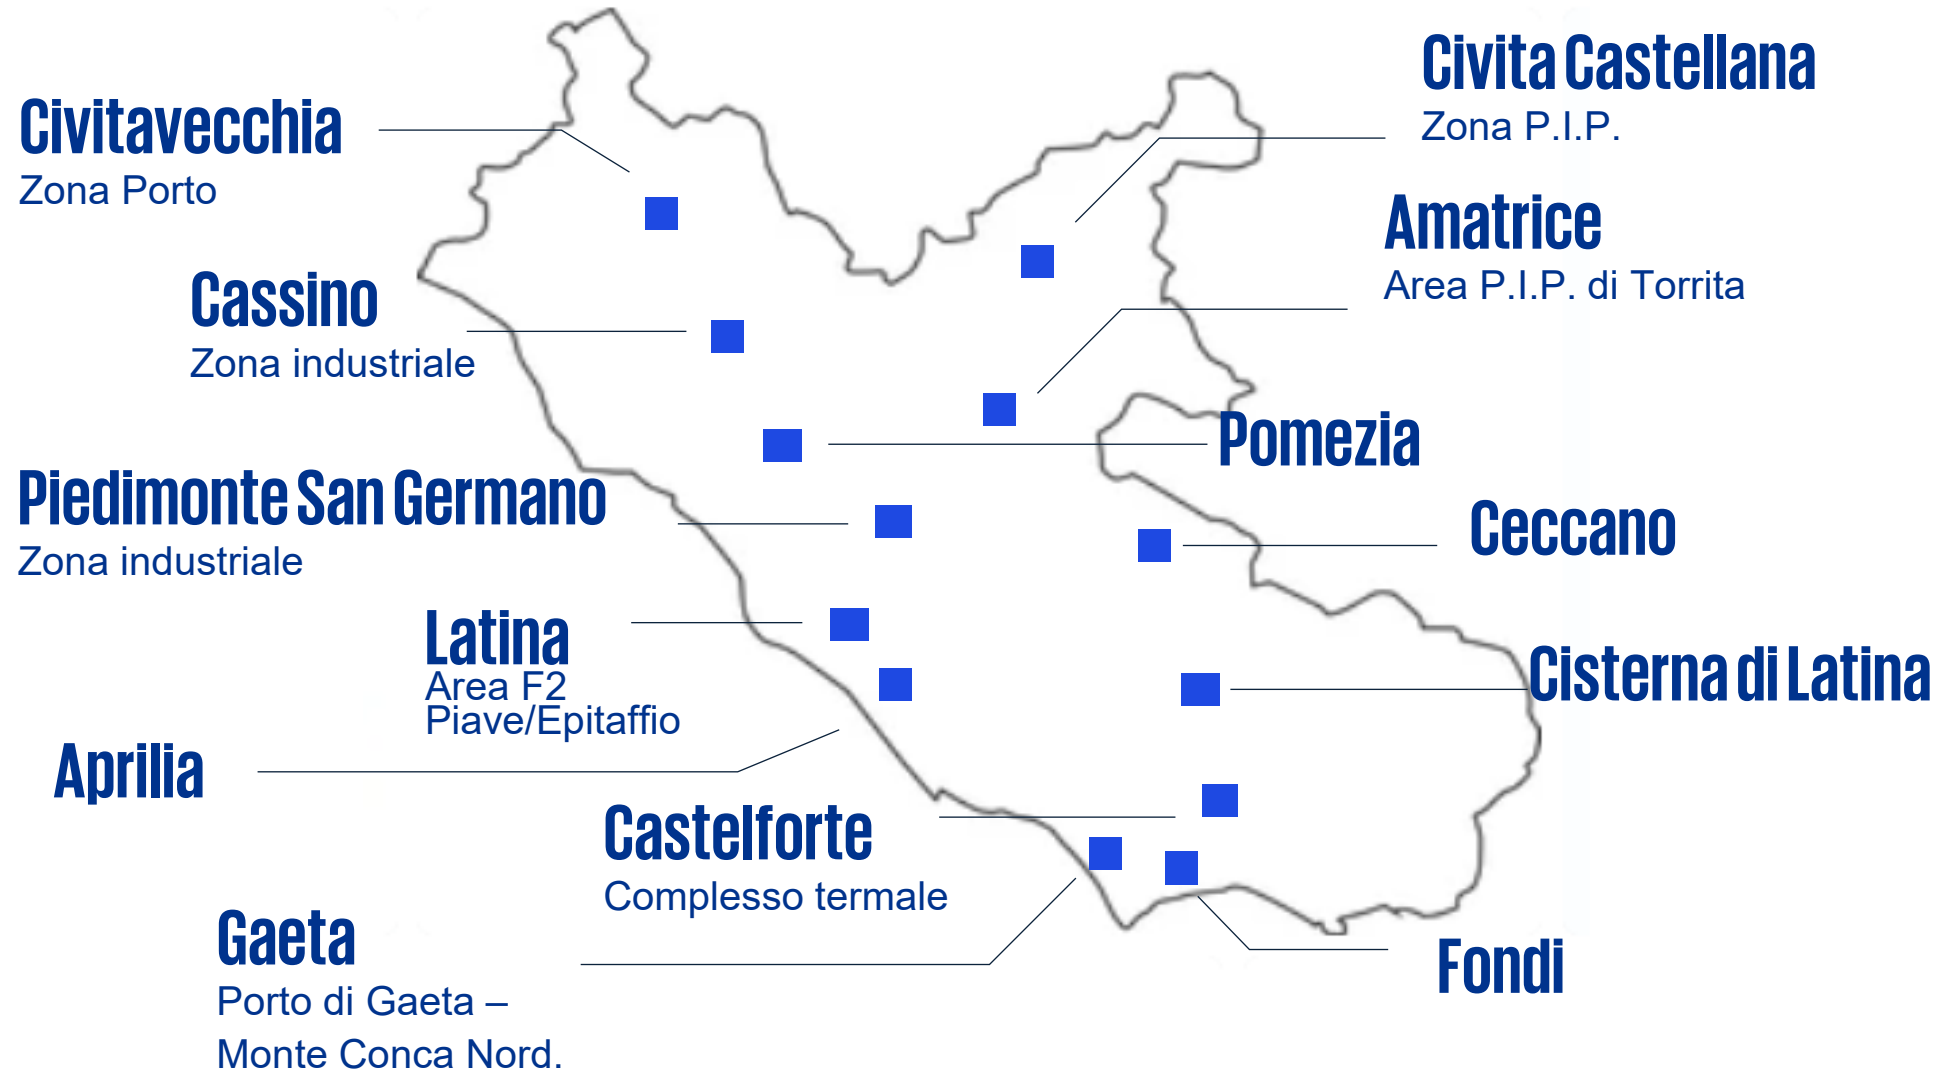 Civitavecchia
Zona Porto
Civita Castellana
Zona P.I.P.
Amatrice
Area P.I.P. di Torrita
Cassino
Zona industriale
Pomezia
Piedimonte San Germano
Zona industriale
Ceccano
Latina
Area F2
Piave/Epitaffio
Cisterna di Latina
Aprilia
Castelforte
Complesso termale
Gaeta
Porto di Gaeta –
Monte Conca Nord.
Fondi